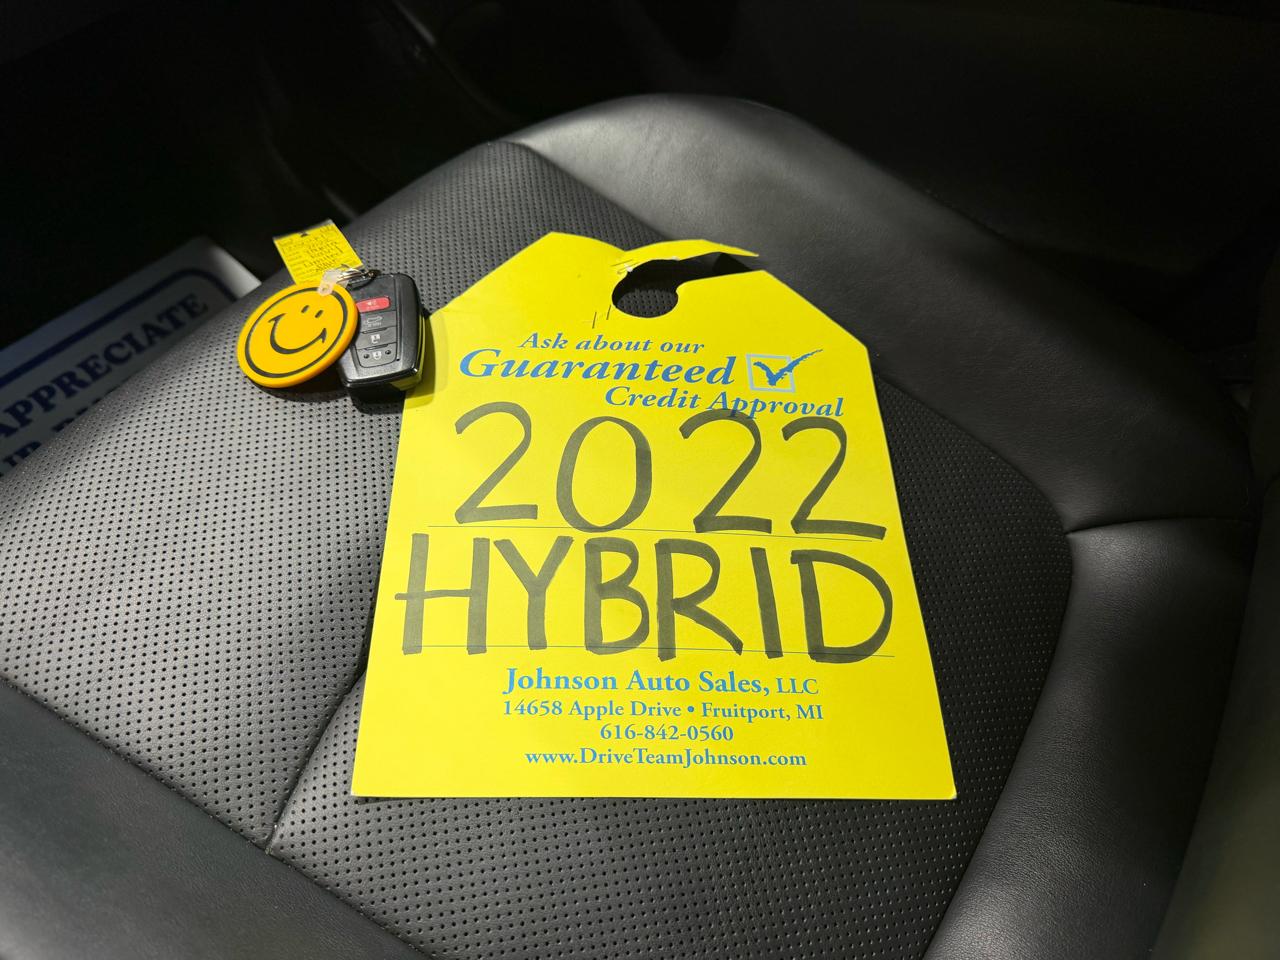 APPRECIATE
Ask about our
Guaranteed
Credit Approval
2022
HYBRID
Johnson Auto Sales, LLC
14658 Apple Drive • Fruitport, MI
616-842-0560
www.DriveTeamJohnson.com